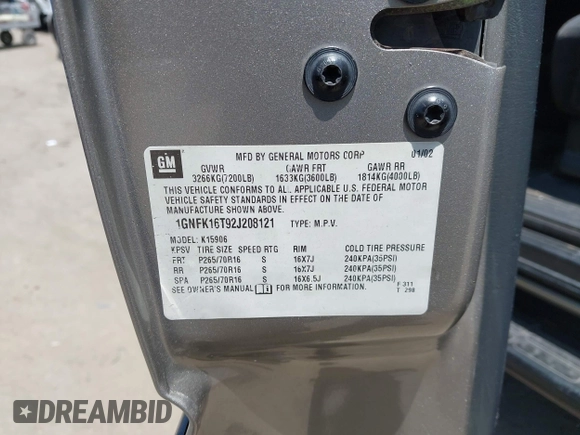 GM
MFD BY GENERAL MOTORS CORP 01/02
GVWR GAWR FRT GAWR RR
3266KG(7200LB) 1633KG(3600LB) 1814KG(4000LB)
THIS VEHICLE CONFORMS TO ALL APPLICABLE U.S. FEDERAL MOTOR
VEHICLE SAFETY STANDARDS IN EFFECT ON THE DATE OF
MANUFACTURE SHOWN ABOVE.
1GNFK16T92J208121 TYPE: M.P.V.
MODEL: K15906
KPSV TIRE SIZE SPEED RTG RIM COLD TIRE PRESSURE
FRT P265/70R16 S 16X7J 240KPA(35PSI)
RR P265/70R16 S 16X7J 240KPA(35PSI)
SPA P265/70R16 S 16X6.5J 240KPA(35PSI)
SEE OWNER'S MANUAL FOR MORE INFORMATION.
F 311
T 298
DREAMBID